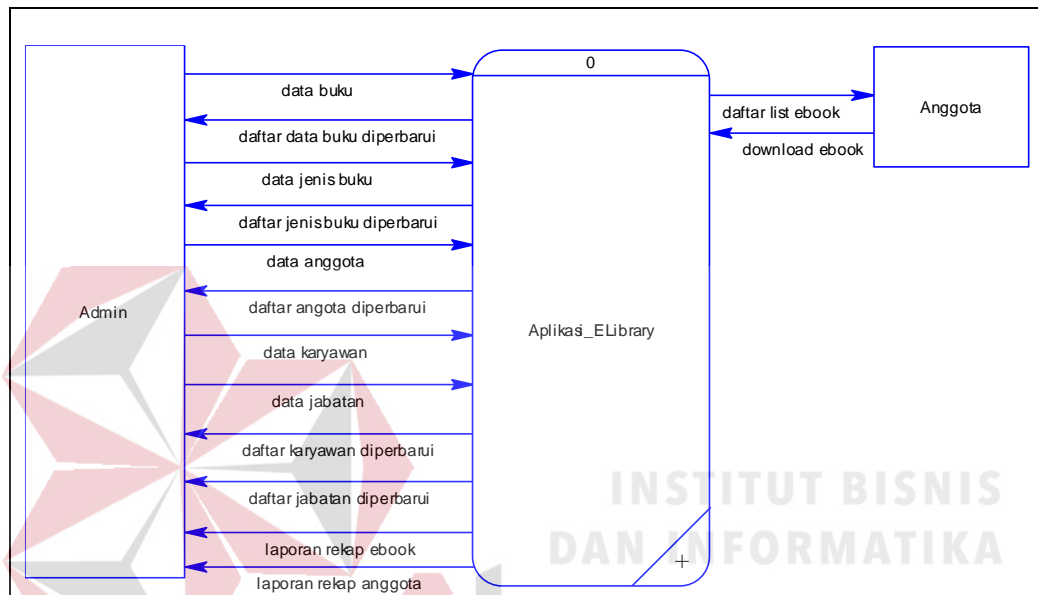 0
data buku
daftar list ebook
Anggota
daftar data buku diperbarui
download ebook
data jenis buku
daftar jenis buku diperbarui
data anggota
daftar angota diperbarui
Admin
Aplikasi_ELibrary
data karyawan
data jabatan
daftar karyawan diperbarui
daftar jabatan diperbarui
INSTITUT BISNIS
DAN INFORMATIKA
laporan rekap ebook
+
laporan rekap anggota